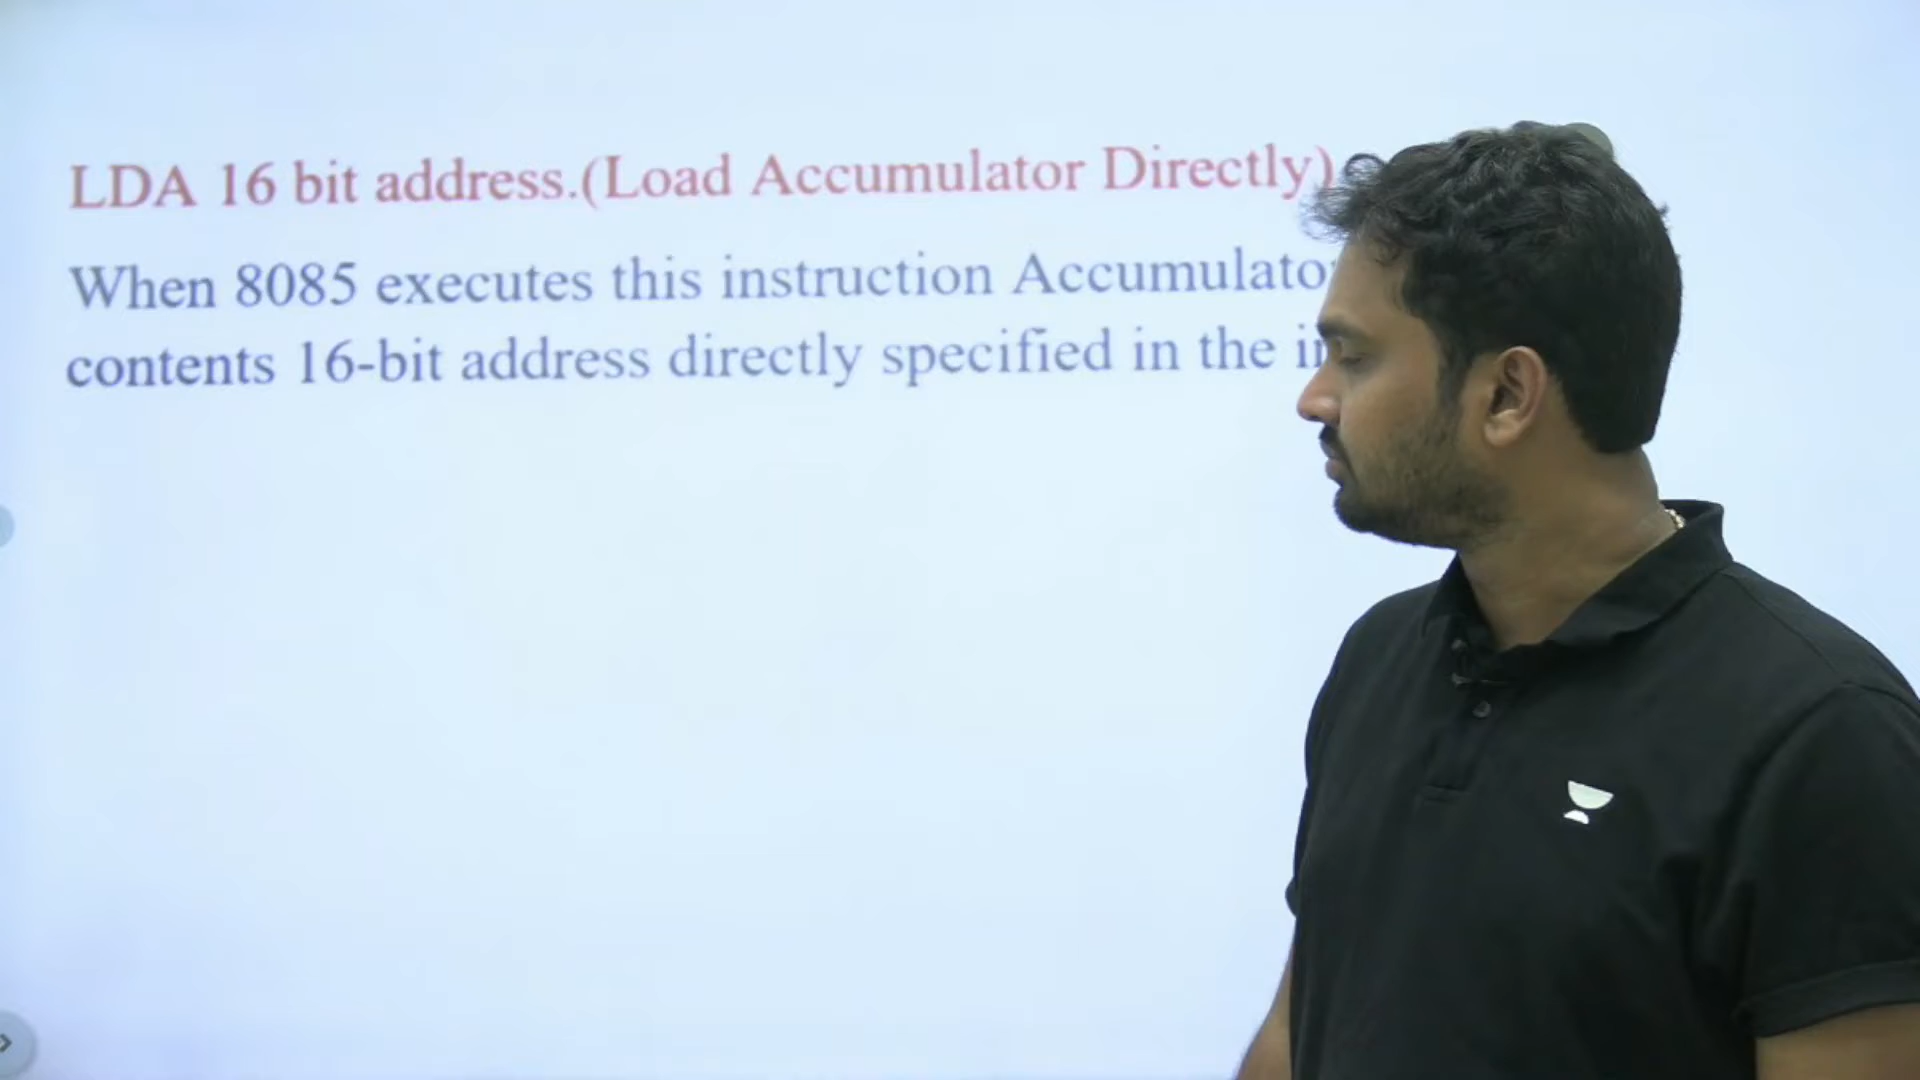 LDA 16 bit address.(Load Accumulator Directly)
When 8085 executes this instruction
contents 16-bit address directly specified in the